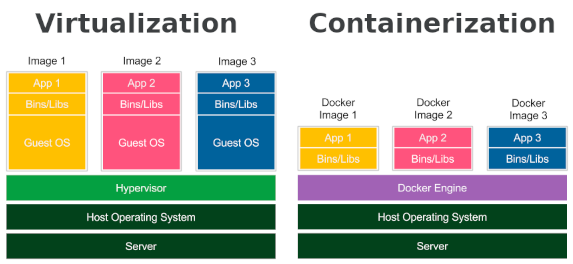 Virtualization
Image 1 Image 2 Image 3
App 1 App 2 App 3
Bins/Libs Bins/Libs Bins/Libs
Guest OS Guest OS Guest OS
Hypervisor
Host Operating System
Server
Containerization
Docker Docker Docker
Image 1 Image 2 Image 3
App 1 App 2 App 3
Bins/Libs Bins/Libs Bins/Libs
Docker Engine
Host Operating System
Server